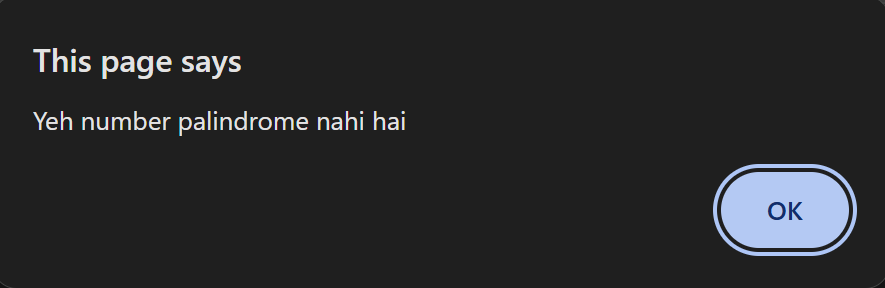 This page says
Yeh number palindrome nahi hai
OK